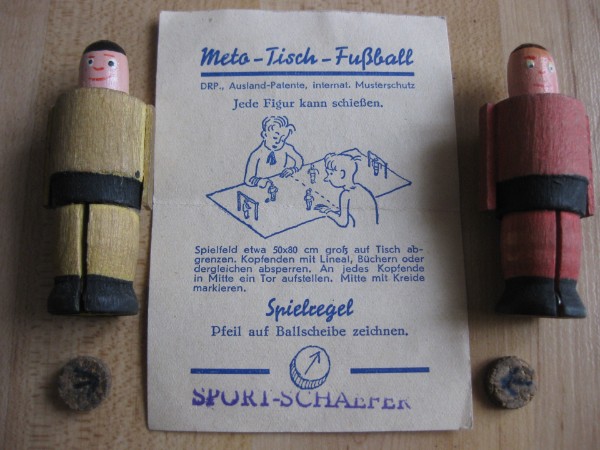 Meto-Tisch-Fußball
DRP., Ausland-Patente, internat. Musterschutz
Jede Figur kann schießen.
Spielfeld etwa 50x80 cm groß auf Tisch ab-
grenzen. Kopfenden mit Lineal, Büchern oder
dergleichen absperren. An jedes Kopfende
in Mitte ein Tor aufstellen. Mitte mit Kreide
markieren.
Spielregel
Pfeil auf Ballscheibe zeichnen.
SPORT-SCHAEFER